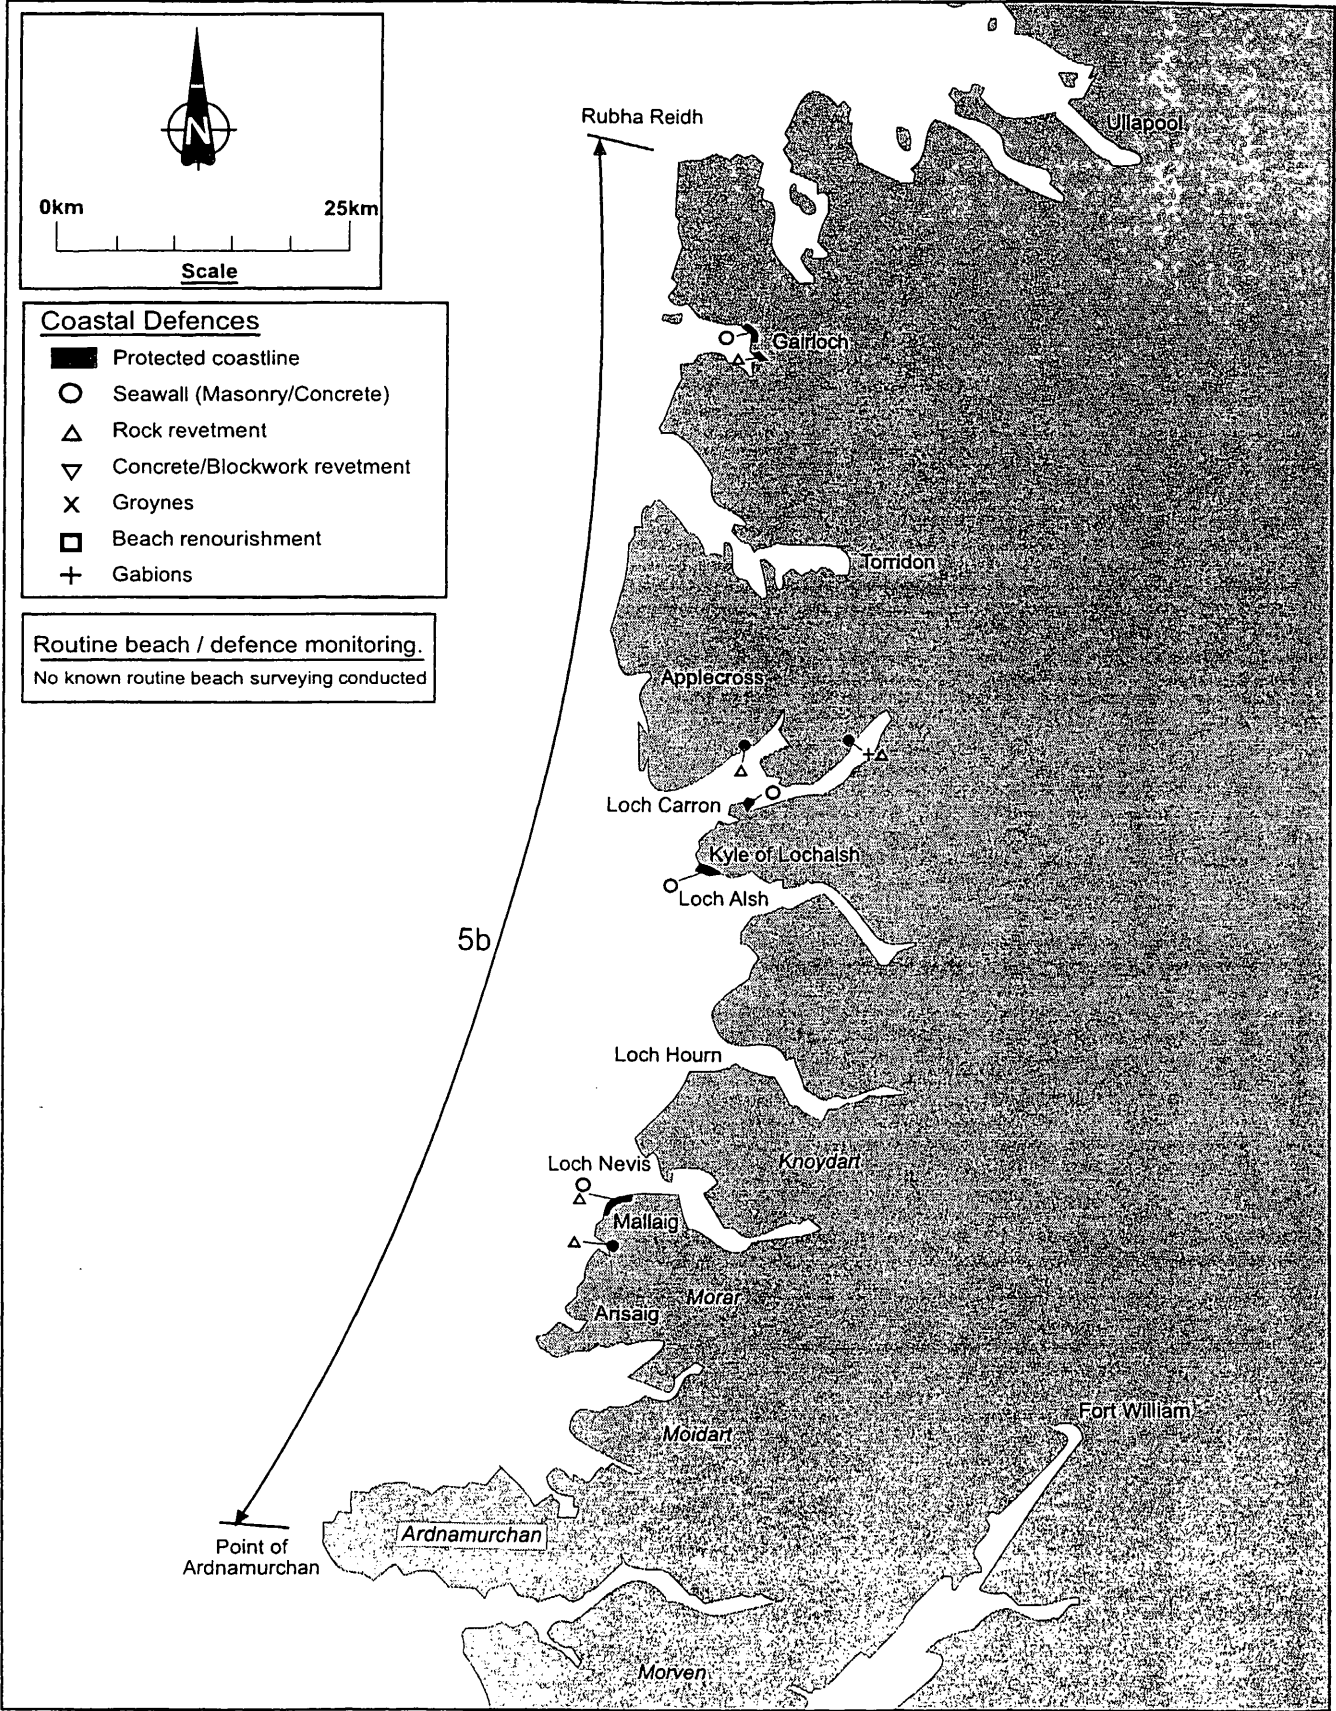 N
0km 25km
Scale
Coastal Defences
Protected coastline
Seawall (Masonry/Concrete)
Rock revetment
Concrete/Blockwork revetment
Groynes
Beach renourishment
Gabions
Routine beach / defence monitoring.
No known routine beach surveying conducted
Rubha Reidh
Ullapool
Gairloch
Torridon
Applecross
Loch Carron
Kyle of Lochalsh
Loch Alsh
5b
Loch Hourn
Loch Nevis
Knoydart
Mallaig
Morar
Arisaig
Fort William
Moidart
Ardnamurchan
Point of
Ardnamurchan
Morven